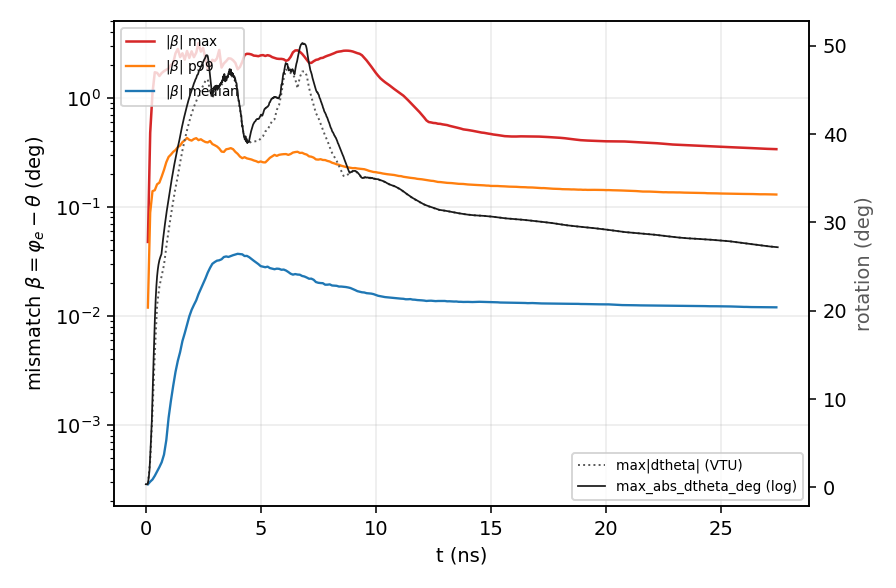 |β| max
|β| p99
|β| median
10⁰
10⁻¹
10⁻²
10⁻³
mismatch β = φₑ − θ (deg)
50
40
30
20
10
0
rotation (deg)
max|dtheta| (VTU)
max_abs_dtheta_deg (log)
0 5 10 15 20 25
t (ns)